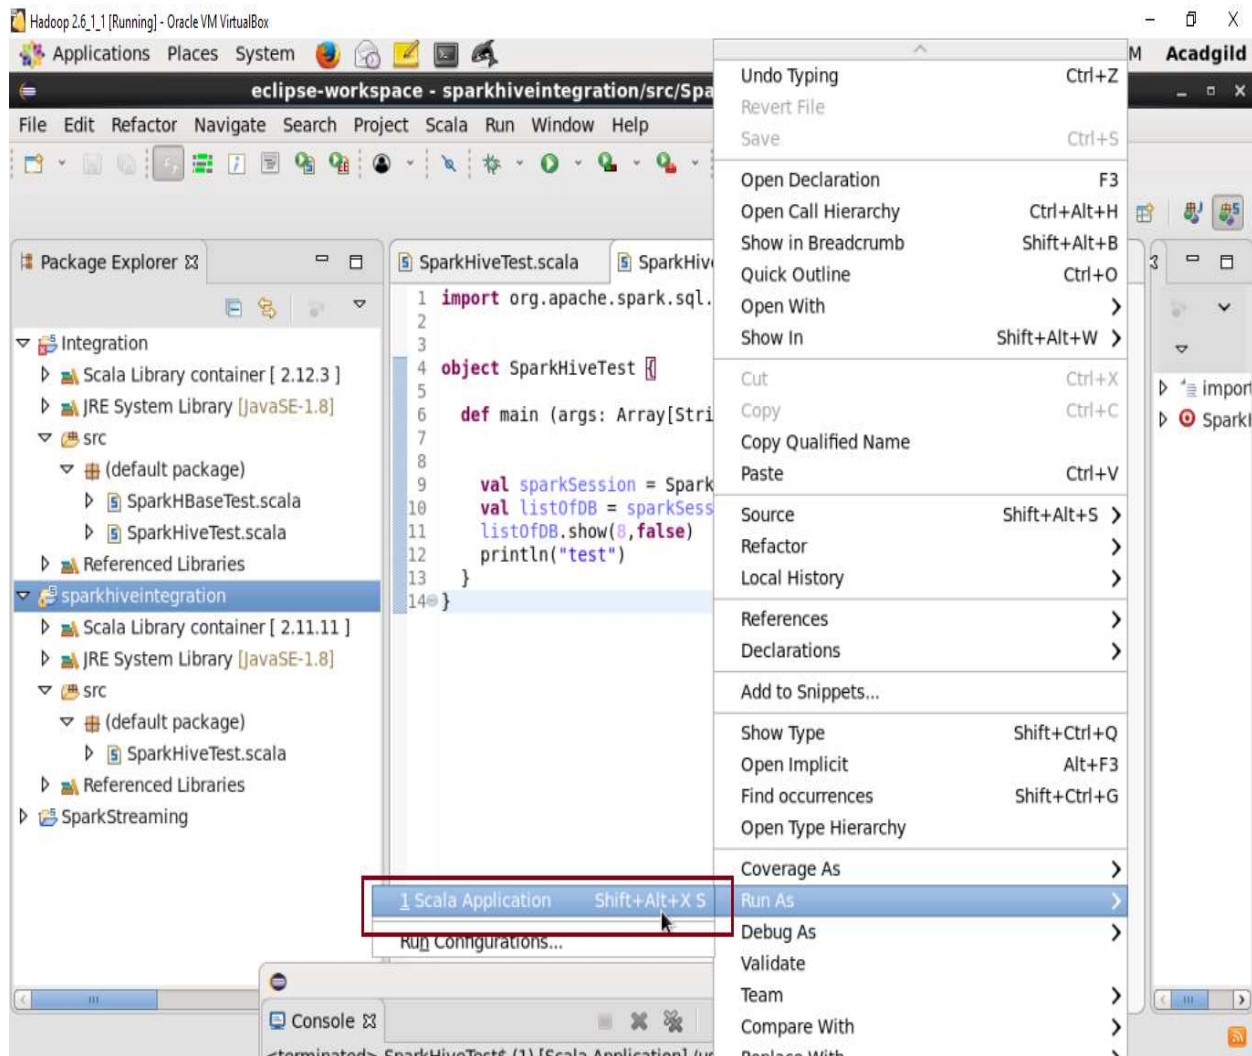 Hadoop 2.6_1_1 [Running] - Oracle VM VirtualBox
Applications Places System M Acadgild
eclipse-workspace - sparkhiveintegration/src/Spa
File Edit Refactor Navigate Search Project Scala Run Window Help
Package Explorer
SparkHiveTest.scala SparkHiv
Integration
Scala Library container [ 2.12.3 ]
JRE System Library [JavaSE-1.8]
src
(default package)
SparkHBaseTest.scala
SparkHiveTest.scala
Referenced Libraries
sparkhiveintegration
Scala Library container [ 2.11.11 ]
JRE System Library [JavaSE-1.8]
src
(default package)
SparkHiveTest.scala
Referenced Libraries
SparkStreaming
1 import org.apache.spark.sql.
2
3
4 object SparkHiveTest {
5
6 def main (args: Array[Stri
7
8
9 val sparkSession = Spark
10 val listOfDB = sparkSess
11 listOfDB.show(8,false)
12 println("test")
13 }
14 }
Undo Typing Ctrl+Z
Revert File
Save Ctrl+S
Open Declaration F3
Open Call Hierarchy Ctrl+Alt+H
Show in Breadcrumb Shift+Alt+B
Quick Outline Ctrl+O
Open With
Show In Shift+Alt+W
Cut Ctrl+X
Copy Ctrl+C
Copy Qualified Name
Paste Ctrl+V
Source Shift+Alt+S
Refactor
Local History
References
Declarations
Add to Snippets...
Show Type Shift+Ctrl+Q
Open Implicit Alt+F3
Find occurrences Shift+Ctrl+G
Open Type Hierarchy
Coverage As
Run As
Debug As
Validate
Team
Compare With
Replace With
1 Scala Application Shift+Alt+X S
Run Configurations...
import
Spark
Console
<terminated> SparkHiveTest$ (1) [Scala Application] /us